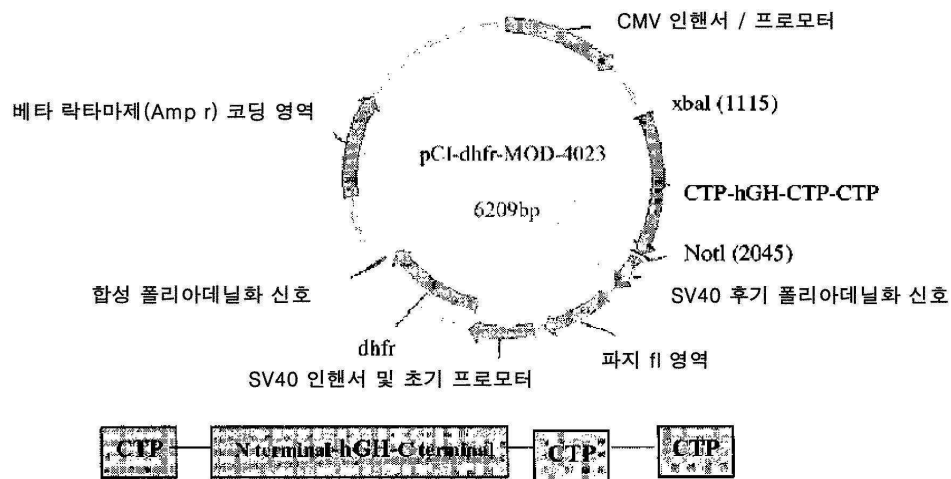 CMV 인핸서 / 프로모터
베타 락타마제(Amp r) 코딩 영역
xbal (1115)
pCI-dhfr-MOD-4023
6209bp
CTP-hGH-CTP-CTP
Notl (2045)
합성 폴리아데닐화 신호
SV40 후기 폴리아데닐화 신호
dhfr
파지 fl 영역
SV40 인핸서 및 초기 프로모터
CTP N terminal-hGH-C terminal CTP CTP